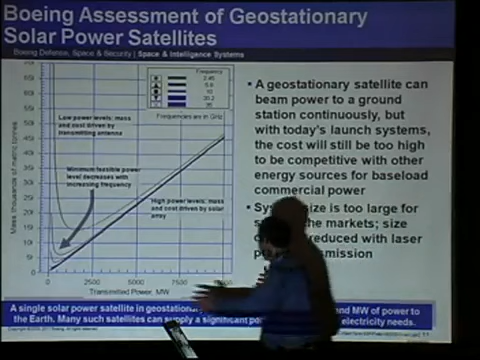 Boeing Assessment of Geostationary
Solar Power Satellites
Boeing Defense, Space & Security | Space & Intelligence Systems
Frequency
2.45
5.8
10
35
Frequencies are in GHz
Low power levels: mass
and cost driven by
transmitting antenna
Minimum feasible power
level decreases with
increasing frequency
High power levels: mass
and cost driven by solar
array
Mass, thousands of metric tonnes
0 2500 5000 7500
Transmitted Power, MW
• A geostationary satellite can
beam power to a ground
station continuously, but
with today's launch systems,
the cost will still be too high
to be competitive with other
energy sources for baseload
commercial power
• size is too large for
markets; size
reduced with laser
A single solar power satellite in and MW of power to
the Earth. Many such satellites can supply a significant electricity needs.